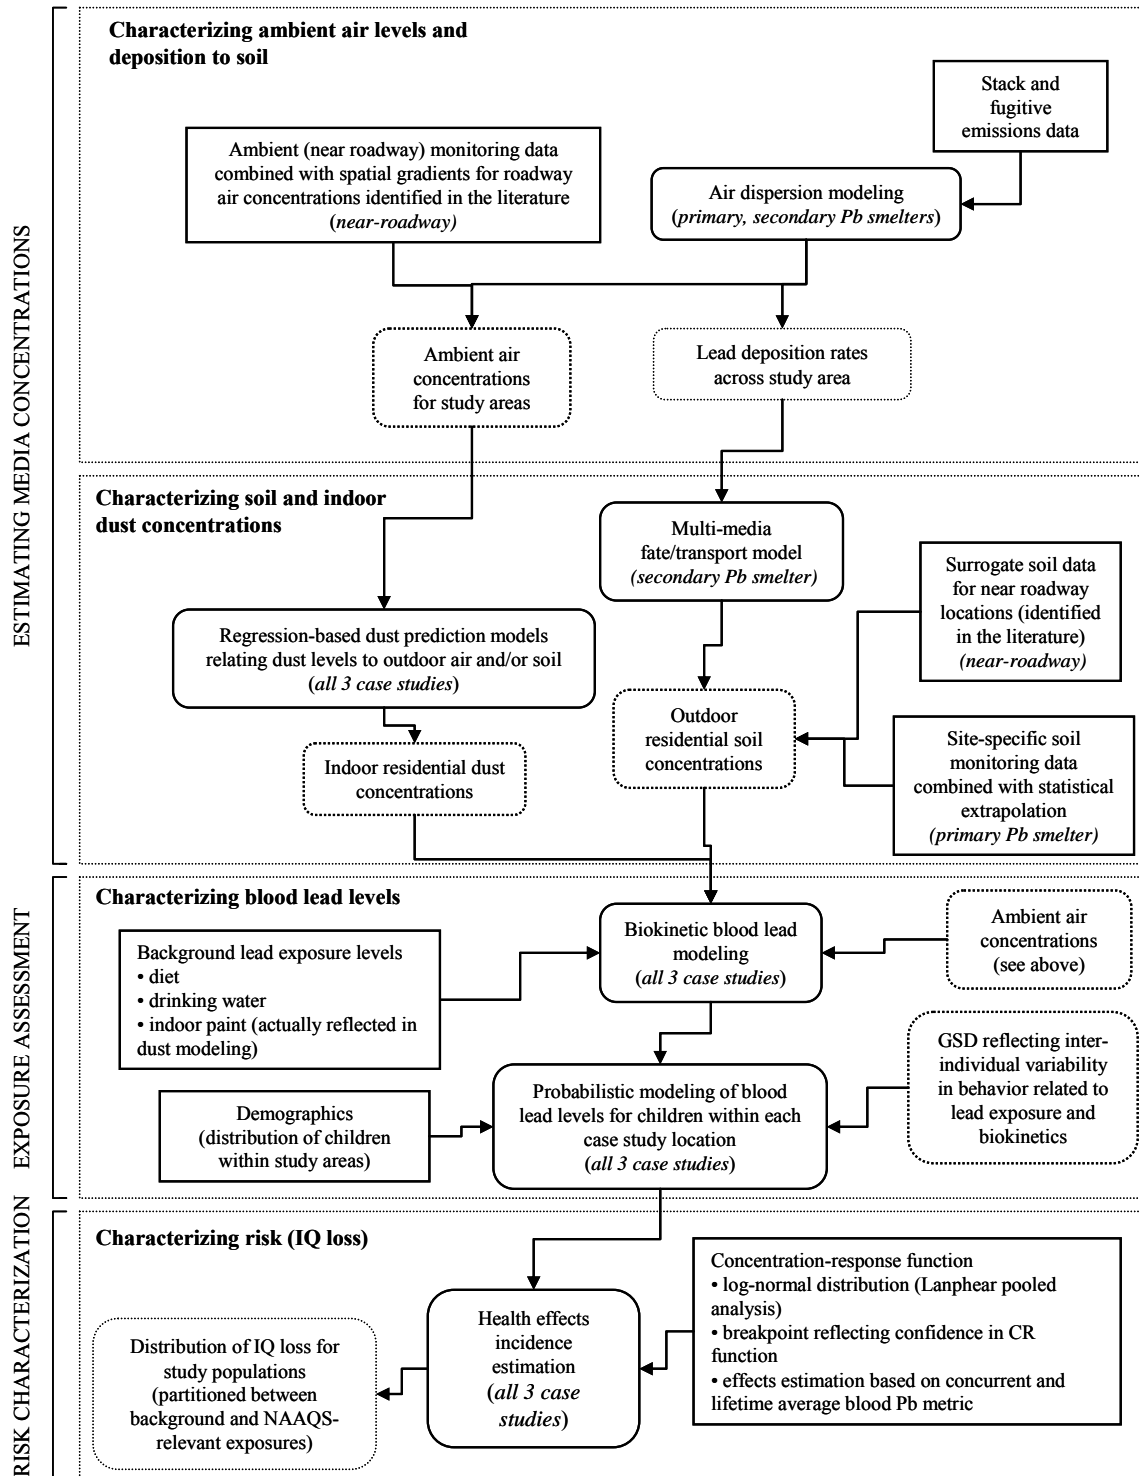 ESTIMATING MEDIA CONCENTRATIONS
Characterizing ambient air levels and
deposition to soil
Stack and
fugitive
emissions data
Ambient (near roadway) monitoring data
combined with spatial gradients for roadway
air concentrations identified in the literature
(near-roadway)
Air dispersion modeling
(primary, secondary Pb smelters)
Ambient air
concentrations
for study areas
Lead deposition rates
across study area
Characterizing soil and indoor
dust concentrations
Multi-media
fate/transport model
(secondary Pb smelter)
Surrogate soil data
for near roadway
locations (identified
in the literature)
(near-roadway)
Regression-based dust prediction models
relating dust levels to outdoor air and/or soil
(all 3 case studies)
Outdoor
residential soil
concentrations
Site-specific soil
monitoring data
combined with statistical
extrapolation
(primary Pb smelter)
Indoor residential dust
concentrations
EXPOSURE ASSESSMENT
Characterizing blood lead levels
Background lead exposure levels
• diet
• drinking water
• indoor paint (actually reflected in
dust modeling)
Biokinetic blood lead
modeling
(all 3 case studies)
Ambient air
concentrations
(see above)
GSD reflecting inter-
individual variability
in behavior related to
lead exposure and
biokinetics
Demographics
(distribution of children
within study areas)
Probabilistic modeling of blood
lead levels for children within each
case study location
(all 3 case studies)
RISK CHARACTERIZATION
Characterizing risk (IQ loss)
Concentration-response function
• log-normal distribution (Lanphear pooled
analysis)
• breakpoint reflecting confidence in CR
function
• effects estimation based on concurrent and
lifetime average blood Pb metric
Health effects
incidence
estimation
(all 3 case
studies)
Distribution of IQ loss for
study populations
(partitioned between
background and NAAQS-
relevant exposures)